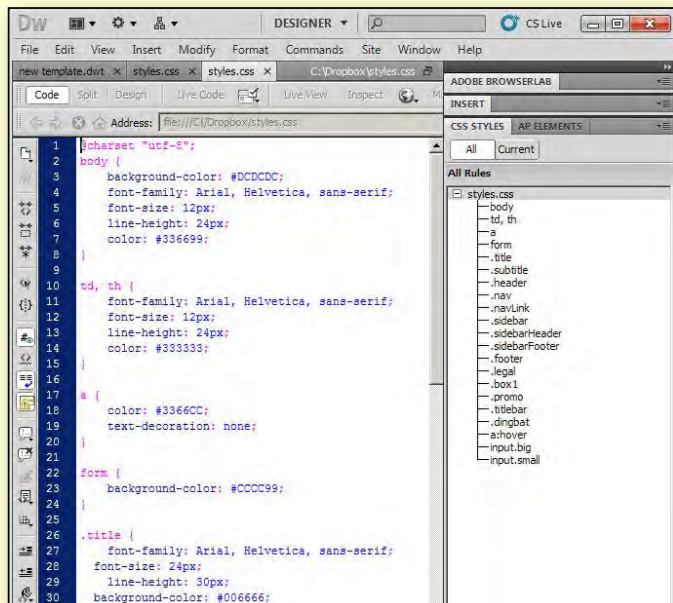 Dw DESIGNER CS Live
File Edit View Insert Modify Format Commands Site Window Help
new template.dwt × styles.css × styles.css × C:\Dropbox\styles.css
Code Split Design Live Code Live View Inspect
Address: file:///C|/Dropbox/styles.css
1 @charset "utf-8";
2 body {
3 background-color: #DCDCDC;
4 font-family: Arial, Helvetica, sans-serif;
5 font-size: 12px;
6 line-height: 24px;
7 color: #336699;
8 }
9
10 td, th {
11 font-family: Arial, Helvetica, sans-serif;
12 font-size: 12px;
13 line-height: 24px;
14 color: #333333;
15 }
16
17 a {
18 color: #3366CC;
19 text-decoration: none;
20 }
21
22 form {
23 background-color: #CCCC99;
24 }
25
26 .title {
27 font-family: Arial, Helvetica, sans-serif;
28 font-size: 24px;
29 line-height: 30px;
30 background-color: #006666;
ADOBE BROWSERLAB
INSERT
CSS STYLES AP ELEMENTS
All Current
All Rules
styles.css
body
td, th
a
form
.title
.subtitle
.header
.nav
.navLink
.sidebar
.sidebarHeader
.sidebarFooter
.footer
.legal
.box1
.promo
.titlebar
.dingbat
a:hover
input.big
input.small